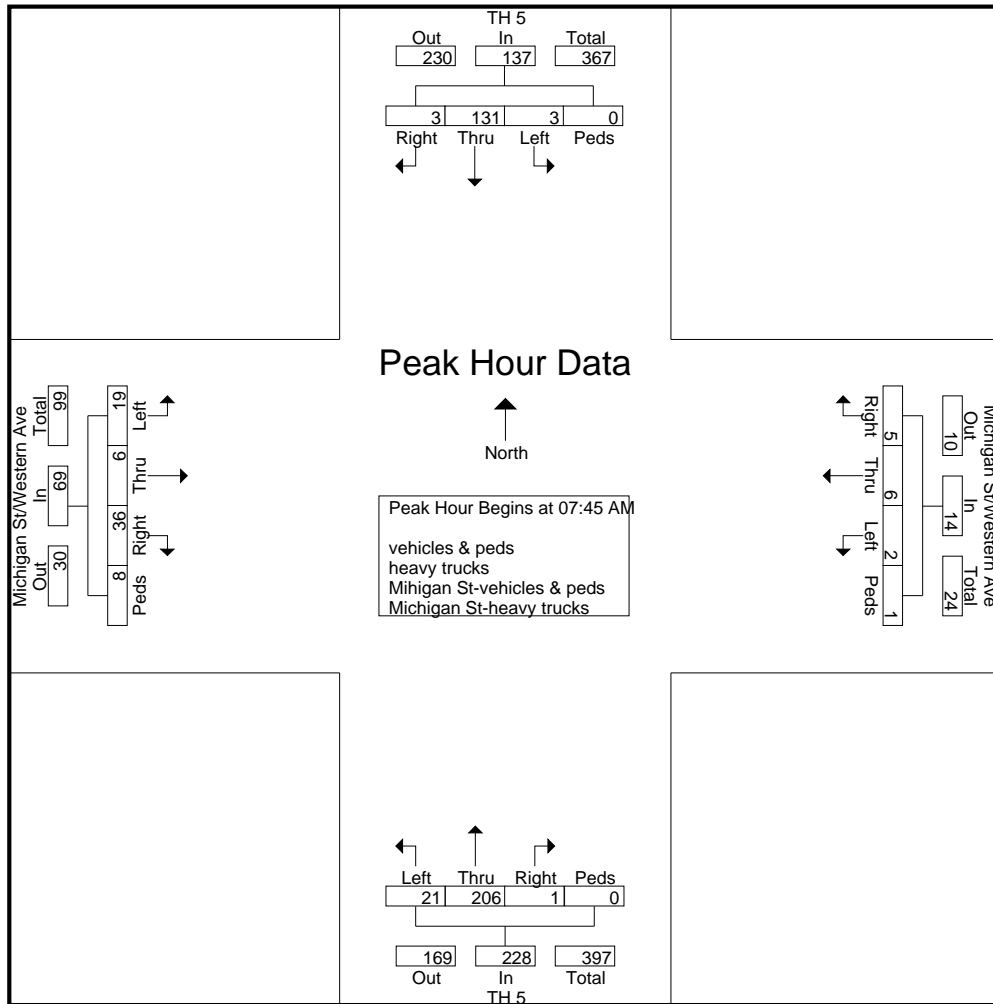 TH 5
Out In Total
230 137 367
3 131 3 0
Right Thru Left Peds
Peak Hour Data
North
Peak Hour Begins at 07:45 AM
vehicles & peds
heavy trucks
Mihigan St-vehicles & peds
Michigan St-heavy trucks
Michigan St/Western Ave
Out In Total
30 69 99
Peds Right Thru Left
8 36 6 19
Michigan St/Western Ave
Out In Total
10 14 24
5 6 2 1
Right Thru Left Peds
Left Thru Right Peds
21 206 1 0
169 228 397
Out In Total
TH 5